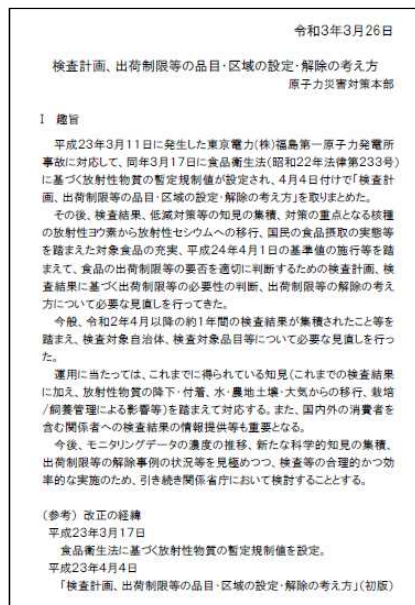 令和3年3月26日
検査計画、出荷制限等の品目・区域の設定・解除の考え方
原子力災害対策本部
Ⅰ 趣旨
平成23年3月11日に発生した東京電力(株)福島第一原子力発電所
事故に対応して、同年3月17日に食品衛生法(昭和22年法律第233号)
に基づく放射性物質の暫定規制値が設定され、4月4日付けで「検査計
画、出荷制限等の品目・区域の設定・解除の考え方」を取りまとめた。
その後、検査結果、低減対策等の知見の集積、対策の重点となる核種
の放射性ヨウ素から放射性セシウムへの移行、国民の食品摂取の実態等
を踏まえた対象食品の充実、平成24年4月1日の基準値の施行等を踏
まえて、食品の出荷制限等の要否を適切に判断するための検査計画、検
査結果に基づく出荷制限等の必要性の判断、出荷制限等の解除の考え
方について必要な見直しを行ってきた。
今般、令和2年4月以降の約1年間の検査結果が集積されたこと等を
踏まえ、検査対象自治体、検査対象品目等について必要な見直しを行っ
た。
運用に当たっては、これまでに得られている知見(これまでの検査結果
に加え、放射性物質の降下・付着、水・農地土壌・大気からの移行、栽培
/飼養管理による影響等)を踏まえて対応する。また、国内外の消費者を
含む関係者への検査結果の情報提供等も重要となる。
今後、モニタリングデータの濃度の推移、新たな科学的知見の集積、
出荷制限等の解除事例の状況等を見極めつつ、検査等の合理的かつ効
率的な実施のため、引き続き関係省庁において検討することとする。
(参考) 改正の経緯
平成23年3月17日
食品衛生法に基づく放射性物質の暫定規制値を設定。
平成23年4月4日
「検査計画、出荷制限等の品目・区域の設定・解除の考え方」(初版)